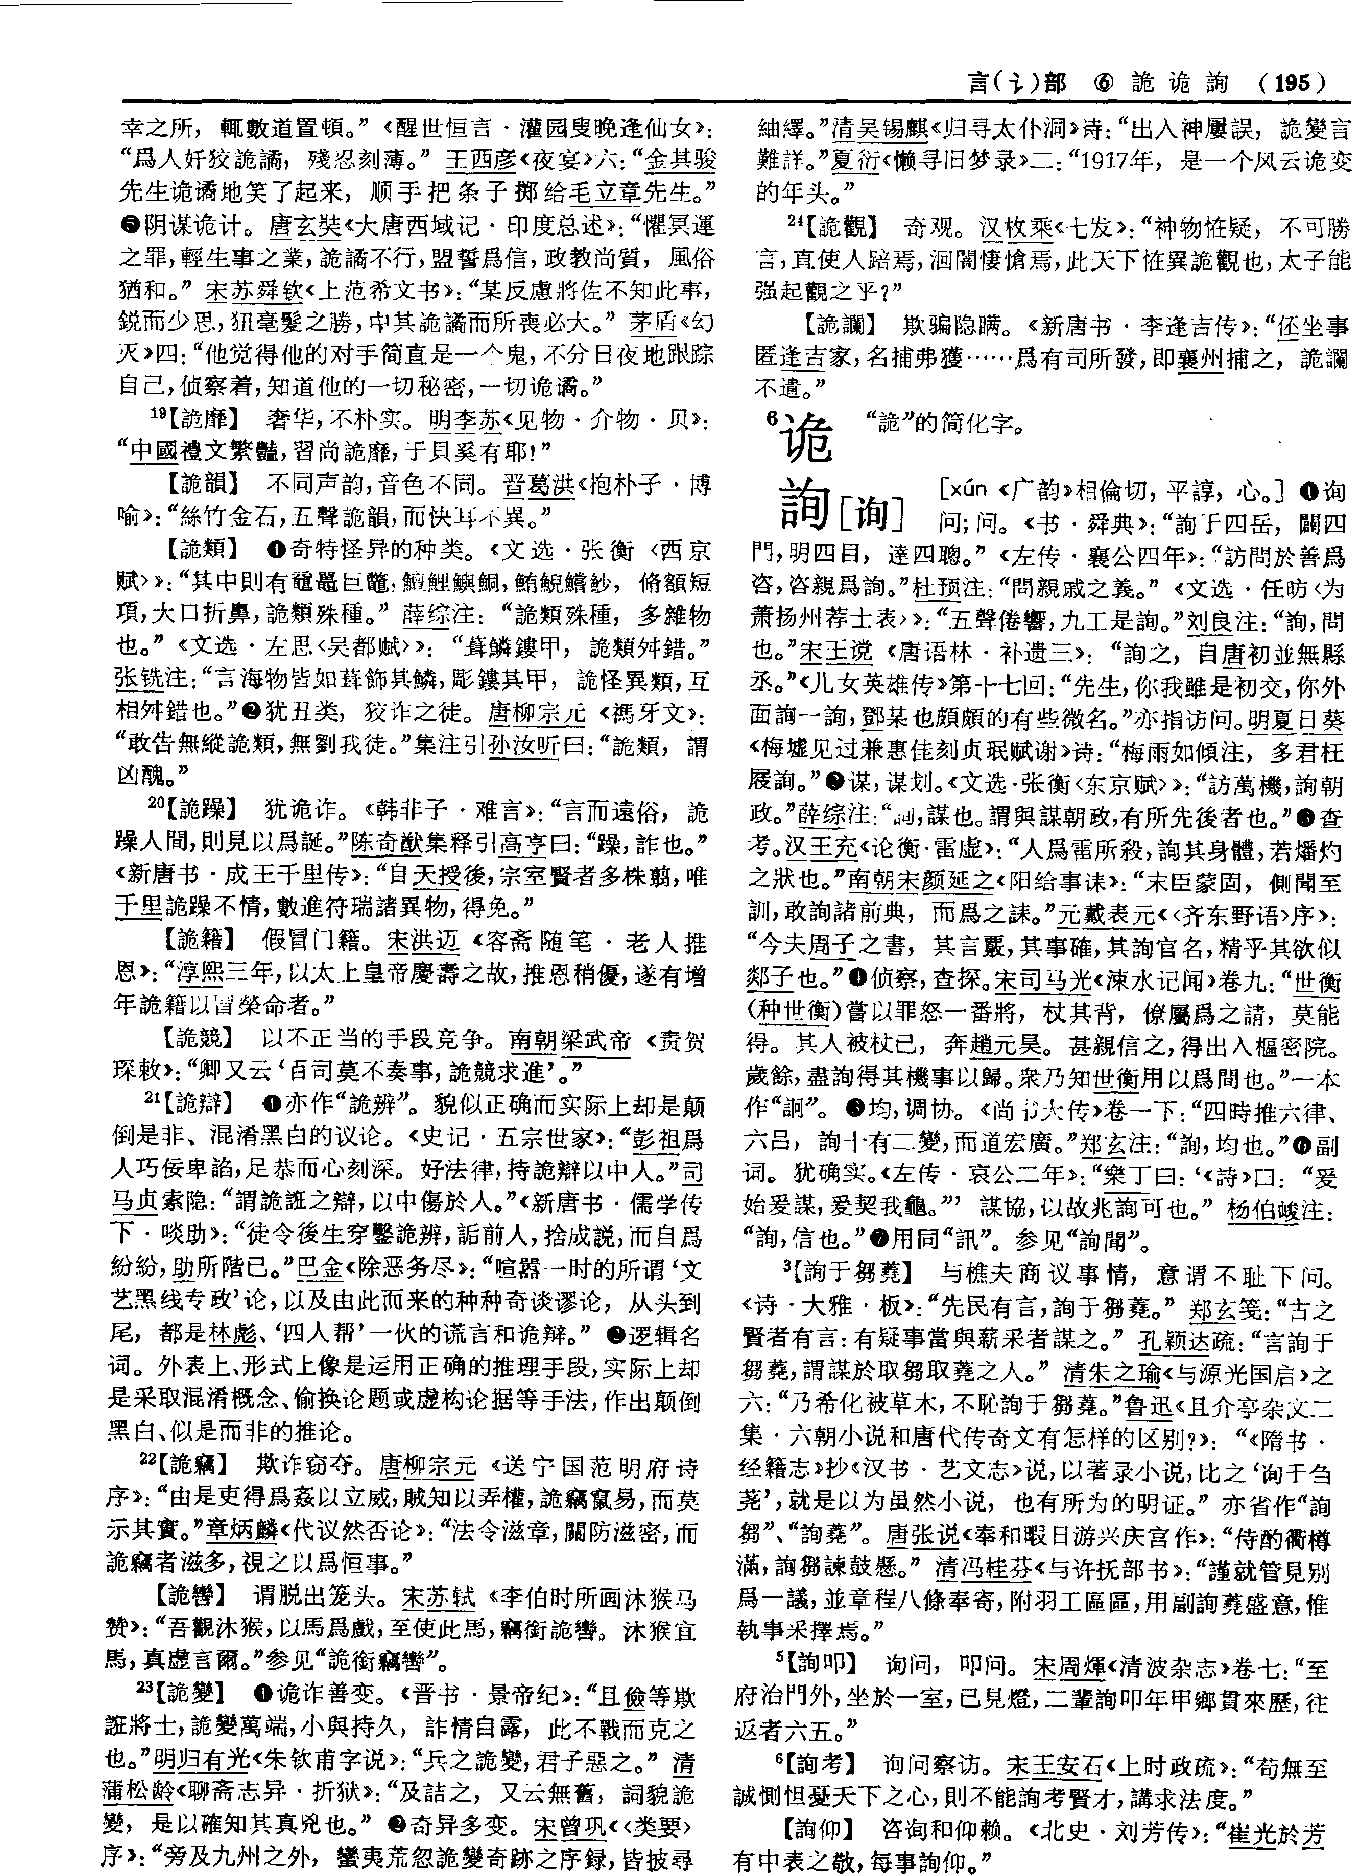 言(讠)部 ⑥ 詭 诡 詢 (195)
幸之所，輒數道置頓。”《醒世恒言·灌园叟晚逢仙女》：
“爲人奸狡詭譎，殘忍刻薄。”王西彦《夜宴》六：“金其骏
先生诡谲地笑了起来，顺手把条子掷给毛立章先生。”
❺阴谋诡计。唐玄奘《大唐西域记·印度总述》：“懼冥運
之罪，輕生事之業，詭譎不行，盟誓爲信，政教尚質，風俗
猶和。”宋苏舜钦《上范希文书》：“某反慮將佐不知此事，
鋭而少思，狃毫髮之勝，中其詭譎而所喪必大。”茅盾《幻
灭》四：“他觉得他的对手简直是一个鬼，不分日夜地跟踪
自己，侦察着，知道他的一切秘密，一切诡谲。”
19【詭靡】 奢华，不朴实。明李苏《见物·介物·贝》：
“中國禮文繁豔，習尚詭靡，于貝奚有耶！”
【詭韻】 不同声韵，音色不同。晋葛洪《抱朴子·博
喻》：“絲竹金石，五聲詭韻，而快耳不異。”
【詭類】 ❶奇特怪异的种类。《文选·张衡〈西京
赋〉》：“其中則有黿鼉巨鼈，鱣鯉鱮鮦，鮪鯢鱨魦，脩額短
項，大口折鼻，詭類殊種。”薛综注：“詭類殊種，多雜物
也。”《文选·左思〈吴都赋〉》：“葺鱗鏤甲，詭類舛錯。”
张铣注：“言海物皆如葺飾其鱗，彫鏤其甲，詭怪異類，互
相舛錯也。”❷犹丑类，狡诈之徒。唐柳宗元《禡牙文》：
“敢告無縱詭類，無劉我徒。”集注引孙汝听曰：“詭類，謂
凶醜。”
20【詭躁】 犹诡诈。《韩非子·难言》：“言而遠俗，詭
躁人間，則見以爲誕。”陈奇猷集释引高亨曰：“躁，詐也。”
《新唐书·成王千里传》：“自天授後，宗室賢者多株翦，唯
千里詭躁不情，數進符瑞諸異物，得免。”
【詭籍】 假冒门籍。宋洪迈《容斋随笔·老人推
恩》：“淳熙三年，以太上皇帝慶壽之故，推恩稍優，遂有增
年詭籍以冒榮命者。”
【詭競】 以不正当的手段竞争。南朝梁武帝《责贺
琛敕》：“卿又云‘百司莫不奏事，詭競求進’。”
21【詭辯】 ❶亦作“詭辨”。貌似正确而实际上却是颠
倒是非、混淆黑白的议论。《史记·五宗世家》：“彭祖爲
人巧佞卑諂，足恭而心刻深。好法律，持詭辯以中人。”司
马贞索隐：“謂詭誑之辯，以中傷於人。”《新唐书·儒学传
下·啖助》：“徒令後生穿鑿詭辨，詬前人，捨成説，而自爲
紛紛，助所階已。”巴金《除恶务尽》：“喧嚣一时的所谓‘文
艺黑线专政’论，以及由此而来的种种奇谈谬论，从头到
尾，都是林彪、‘四人帮’一伙的谎言和诡辩。”❷逻辑名
词。外表上、形式上像是运用正确的推理手段，实际上却
是采取混淆概念、偷换论题或虚构论据等手法，作出颠倒
黑白、似是而非的推论。
22【詭竊】 欺诈窃夺。唐柳宗元《送宁国范明府诗
序》：“由是吏得爲姦以立威，賊知以弄權，詭竊竄易，而莫
示其實。”章炳麟《代议然否论》：“法令滋章，關防滋密，而
詭竊者滋多，視之以爲恒事。”
【詭轡】 谓脱出笼头。宋苏轼《李伯时所画沐猴马
赞》：“吾觀沐猴，以馬爲戲，至使此馬，竊銜詭轡。沐猴宜
馬，真虚言爾。”参见“詭銜竊轡”。
23【詭變】 ❶诡诈善变。《晋书·景帝纪》：“且儉等欺
誑將士，詭變萬端，小與持久，詐情自露，此不戰而克之
也。”明归有光《朱钦甫字说》：“兵之詭變，君子惡之。”清
蒲松龄《聊斋志异·折狱》：“及詰之，又云無舊，詞貌詭
變，是以確知其真兇也。”❷奇异多变。宋曾巩《〈类要〉
序》：“旁及九州之外，蠻夷荒忽詭變奇跡之序録，皆披尋
紬繹。”清吴锡麒《归寻太仆洞》诗：“出入神屢誤，詭變言
難詳。”夏衍《懒寻旧梦录》二：“1917年，是一个风云诡变
的年头。”
24【詭觀】 奇观。汉枚乘《七发》：“神物恠疑，不可勝
言，直使人踣焉，洄闇悽愴焉，此天下恠異詭觀也，太子能
强起觀之乎？”
【詭讕】 欺骗隐瞒。《新唐书·李逢吉传》：“伾坐事
匿逢吉家，名捕弗獲……爲有司所發，即襄州捕之，詭讕
不遣。”
6诡 “詭”的简化字。
詢[询] [xún《广韵》相倫切，平諄，心。] ❶询
问；问。《书·舜典》：“詢于四岳，闢四
門，明四目，達四聰。”《左传·襄公四年》：“訪問於善爲
咨，咨親爲詢。”杜预注：“問親戚之義。”《文选·任昉〈为
萧扬州荐士表〉》：“五聲倦響，九工是詢。”刘良注：“詢，問
也。”宋王谠《唐语林·补遗三》：“詢之，自唐初並無縣
丞。”《儿女英雄传》第十七回：“先生，你我雖是初交，你外
面詢一詢，鄧某也頗頗的有些微名。”亦指访问。明夏日葵
《梅墟见过兼惠佳刻贞珉赋谢》诗：“梅雨如傾注，多君枉
屐詢。”❷谋，谋划。《文选·张衡〈东京赋〉》：“訪萬機，詢朝
政。”薛综注：“詢，謀也。謂與謀朝政，有所先後者也。”❸查
考。汉王充《论衡·雷虚》：“人爲雷所殺，詢其身體，若燔灼
之狀也。”南朝宋颜延之《阳给事诔》：“末臣蒙固，側聞至
訓，敢詢諸前典，而爲之誄。”元戴表元《〈齐东野语〉序》：
“今夫周子之書，其言覈，其事確，其詢官名，精乎其欲似
郯子也。”❹侦察，查探。宋司马光《涑水记闻》卷九：“世衡
(种世衡)嘗以罪怒一番將，杖其背，僚屬爲之請，莫能
得。其人被杖已，奔趙元昊。甚親信之，得出入樞密院。
歲餘，盡詢得其機事以歸。衆乃知世衡用以爲間也。”一本
作“詗”。❺均，调协。《尚书大传》卷一下：“四時推六律、
六吕，詢十有二變，而道宏廣。”郑玄注：“詢，均也。”❻副
词。犹确实。《左传·哀公二年》：“樂丁曰：‘《詩》曰：“爰
始爰謀，爰契我龜。”’謀協，以故兆詢可也。”杨伯峻注：
“詢，信也。”❼用同“訊”。参见“詢聞”。
3【詢于芻蕘】 与樵夫商议事情，意谓不耻下问。
《诗·大雅·板》：“先民有言，詢于芻蕘。”郑玄笺：“古之
賢者有言：有疑事當與薪采者謀之。”孔颖达疏：“言詢于
芻蕘，謂謀於取芻取蕘之人。”清朱之瑜《与源光国启》之
六：“乃希化被草木，不恥詢于芻蕘。”鲁迅《且介亭杂文二
集·六朝小说和唐代传奇文有怎样的区别？》：“《隋书·
经籍志》抄《汉书·艺文志》说，以著录小说，比之‘询于刍
荛’，就是以为虽然小说，也有所为的明证。”亦省作“詢
芻”、“詢蕘”。唐张说《奉和暇日游兴庆宫作》：“侍酌衢樽
滿，詢芻諫鼓懸。”清冯桂芬《与许抚部书》：“謹就管見别
爲一議，並章程八條奉寄，附羽工區區，用副詢蕘盛意，惟
執事采擇焉。”
5【詢叩】 询问，叩问。宋周煇《清波杂志》卷七：“至
府治門外，坐於一室，已見燈，二輩詢叩年甲鄉貫來歷，往
返者六五。”
6【詢考】 询问察访。宋王安石《上时政疏》：“苟無至
誠惻怛憂天下之心，則不能詢考賢才，講求法度。”
【詢仰】 咨询和仰赖。《北史·刘芳传》：“崔光於芳
有中表之敬，每事詢仰。”